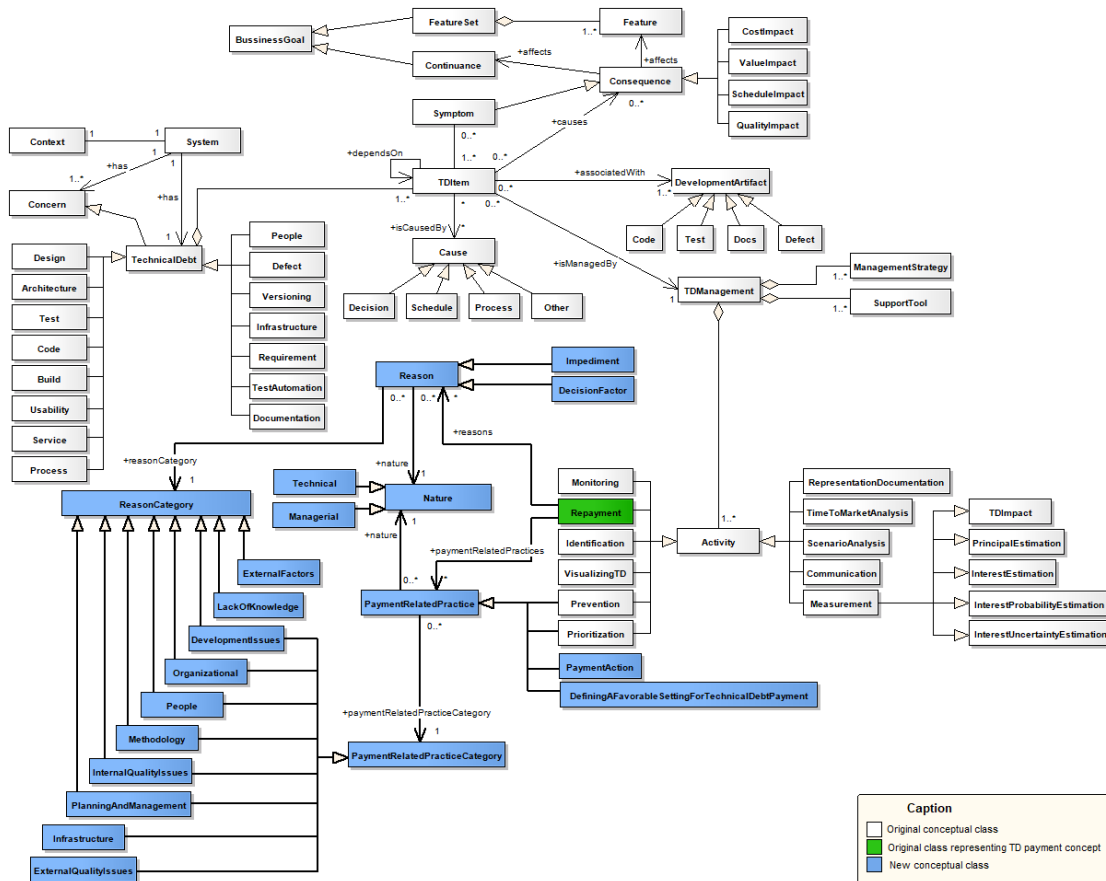 BussinessGoal
FeatureSet
1..*
Feature
CostImpact
+affects
+affects
Continuance
Consequence
0..*
ValueImpact
ScheduleImpact
QualityImpact
Symptom
0..*
+causes
Context
1
1
System
1
1
+has
1..*
+has
Concern
1
TechnicalDebt
+dependsOn
1..*
0..*
TDItem
1..*
*
0..*
0..*
+associatedWith
1..*
DevelopmentArtifact
Code
Test
Docs
Defect
+isCausedBy
*
Cause
Decision
Schedule
Process
Other
+isManagedBy
1
TDManagement
1..*
ManagementStrategy
1..*
SupportTool
Design
Architecture
Test
Code
Build
Usability
Service
Process
People
Defect
Versioning
Infrastructure
Requirement
TestAutomation
Documentation
Reason
0..*
0..*
*
Impediment
DecisionFactor
+reasons
+reasonCategory
1
+nature
1
ReasonCategory
Technical
Managerial
Nature
1
+nature
0..*
Monitoring
Repayment
Identification
VisualizingTD
Prevention
Prioritization
+paymentRelatedPractices
*
1..*
Activity
RepresentationDocumentation
TimeToMarketAnalysis
ScenarioAnalysis
Communication
Measurement
TDImpact
PrincipalEstimation
InterestEstimation
InterestProbabilityEstimation
InterestUncertaintyEstimation
PaymentRelatedPractice
0..*
PaymentAction
DefiningAFavorableSettingForTechnicalDebtPayment
+paymentRelatedPracticeCategory
1
PaymentRelatedPracticeCategory
ExternalFactors
LackOfKnowledge
DevelopmentIssues
Organizational
People
Methodology
InternalQualityIssues
PlanningAndManagement
Infrastructure
ExternalQualityIssues
Caption
Original conceptual class
Original class representing TD payment concept
New conceptual class